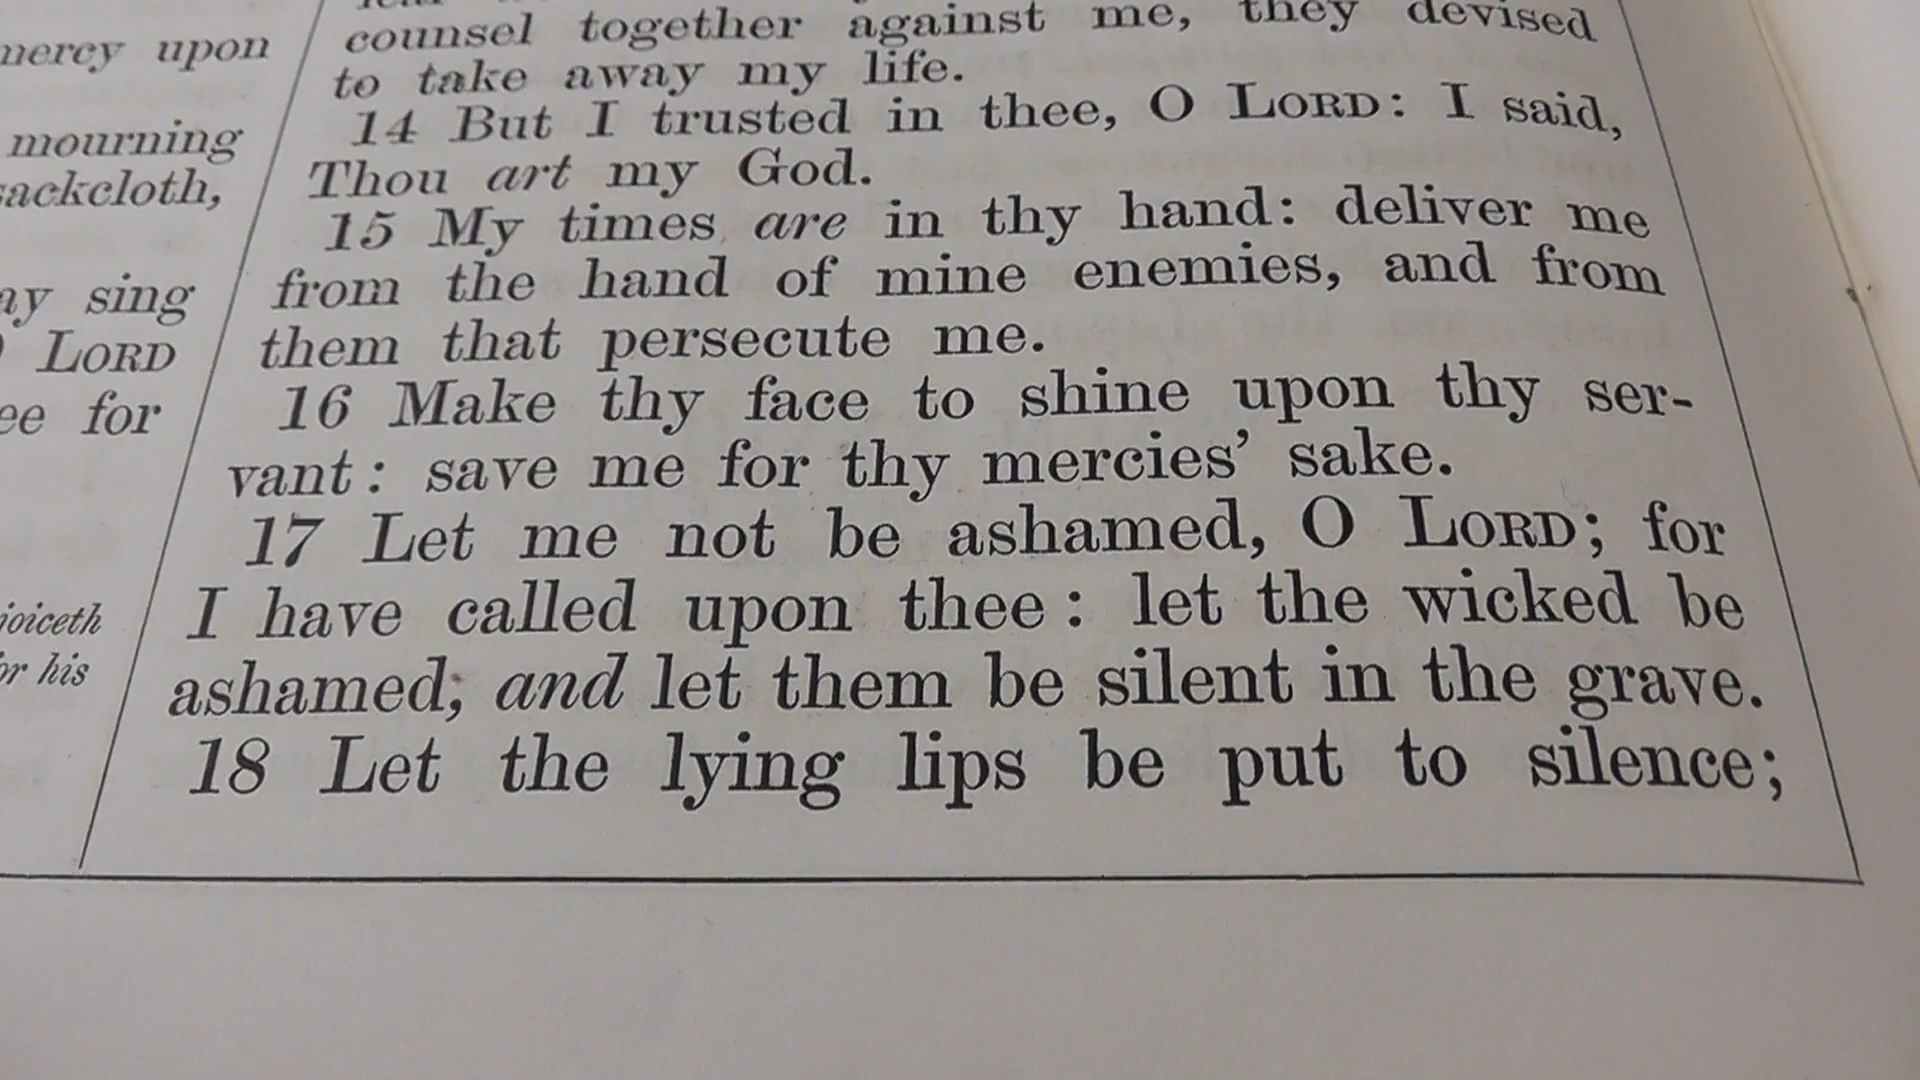 mercy upon
mourning
sackcloth,
sing
LORD
for
his
counsel together against me, they devised
to take away my life.
14 But I trusted in thee, O LORD: I said,
Thou art my God.
15 My times are in thy hand: deliver me
from the hand of mine enemies, and from
them that persecute me.
16 Make thy face to shine upon thy ser-
vant: save me for thy mercies' sake.
17 Let me not be ashamed, O LORD; for
I have called upon thee: let the wicked be
ashamed; and let them be silent in the grave.
18 Let the lying lips be put to silence;